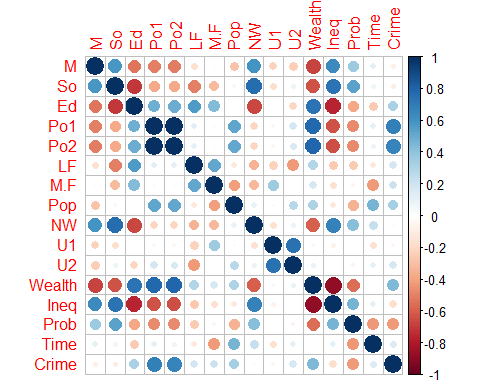 M So Ed Po1 Po2 LF M.F Pop NW U1 U2 Wealth Ineq Prob Time Crime
M
So
Ed
Po1
Po2
LF
M.F
Pop
NW
U1
U2
Wealth
Ineq
Prob
Time
Crime
1
0.8
0.6
0.4
0.2
0
-0.2
-0.4
-0.6
-0.8
-1